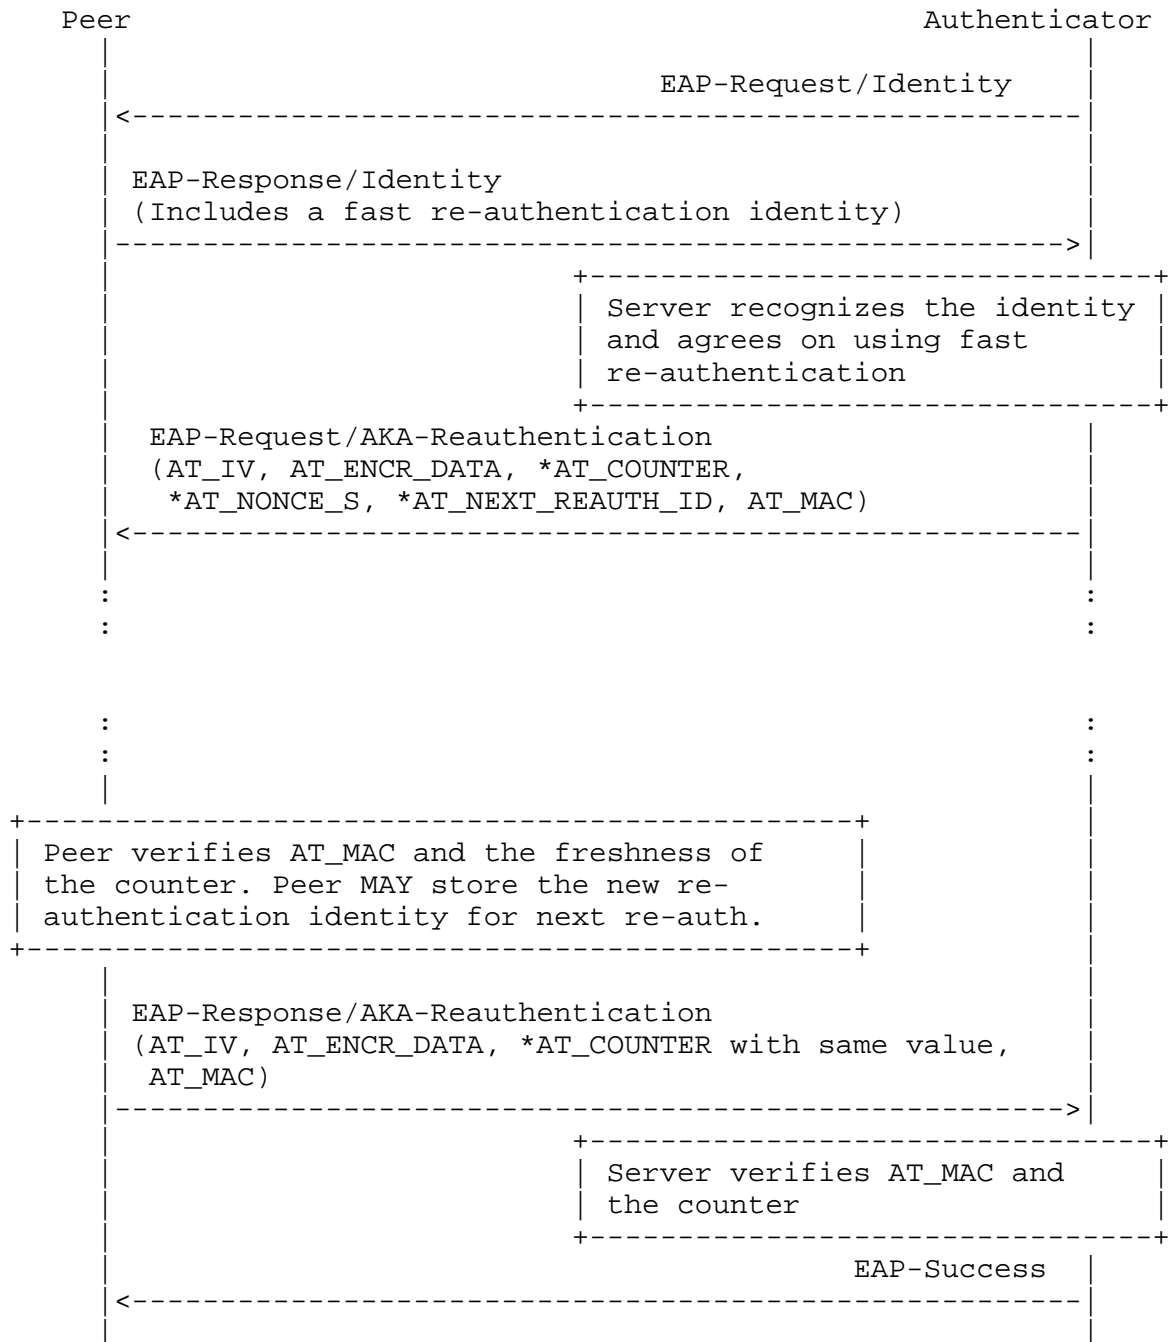 Peer Authenticator
EAP-Request/Identity
EAP-Response/Identity
(Includes a fast re-authentication identity)
Server recognizes the identity
and agrees on using fast
re-authentication
EAP-Request/AKA-Reauthentication
(AT_IV, AT_ENCR_DATA, *AT_COUNTER,
*AT_NONCE_S, *AT_NEXT_REAUTH_ID, AT_MAC)
:                                                       :
:                                                       :
:                                                       :
:                                                       :
Peer verifies AT_MAC and the freshness of
the counter. Peer MAY store the new re-
authentication identity for next re-auth.
EAP-Response/AKA-Reauthentication
(AT_IV, AT_ENCR_DATA, *AT_COUNTER with same value,
AT_MAC)
Server verifies AT_MAC and
the counter
EAP-Success